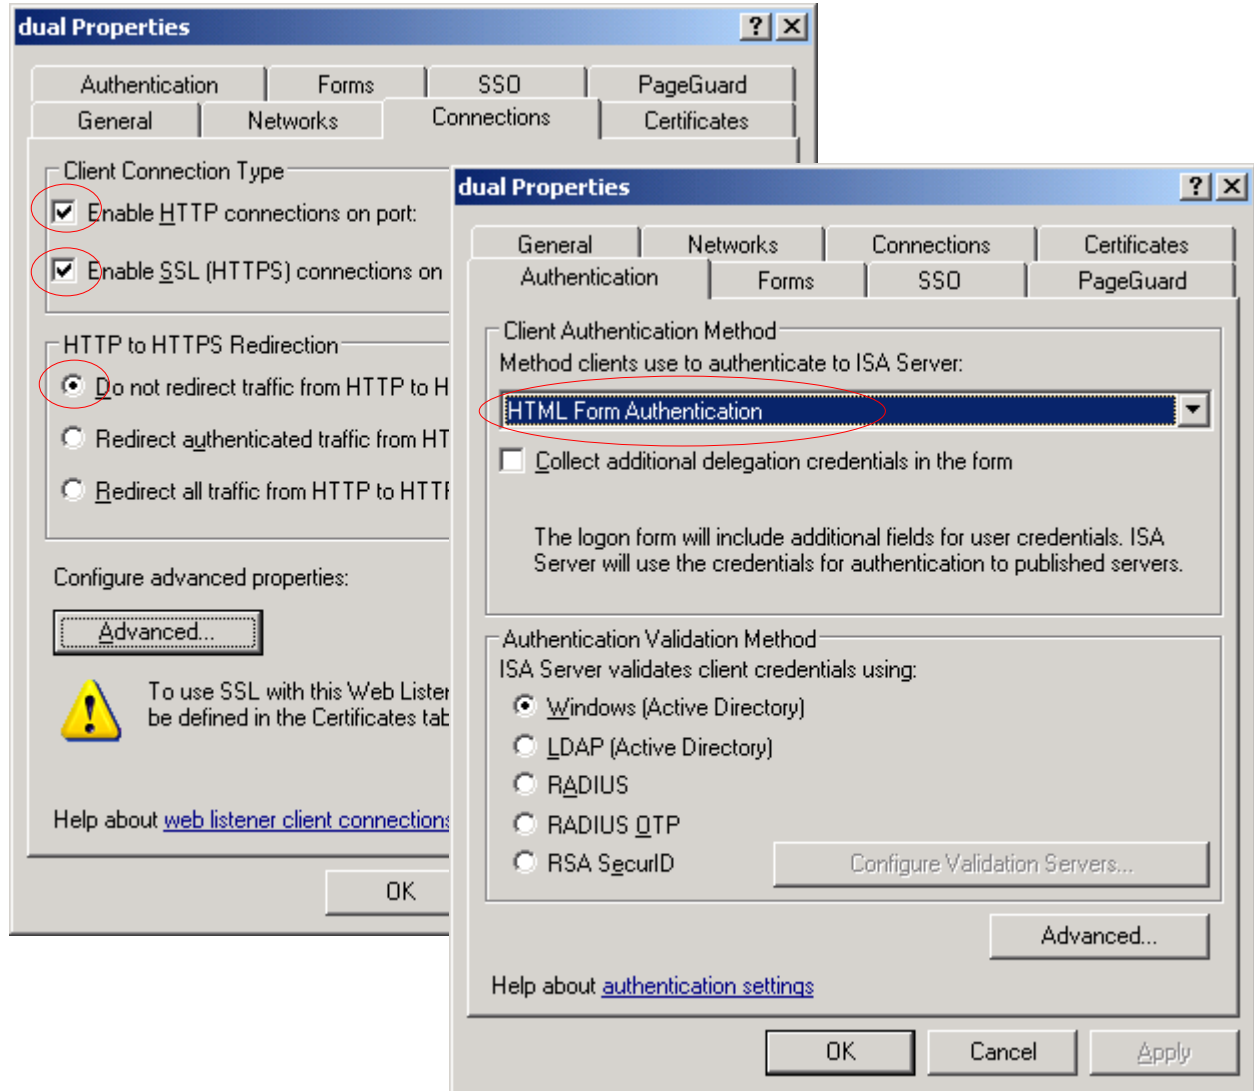 dual Properties
Authentication
Forms
SSO
PageGuard
General
Networks
Connections
Certificates
Client Connection Type
Enable HTTP connections on port:
Enable SSL (HTTPS) connections on
HTTP to HTTPS Redirection
Do not redirect traffic from HTTP to H
Redirect authenticated traffic from HT
Redirect all traffic from HTTP to HTTP
Configure advanced properties:
Advanced...
To use SSL with this Web Lister
be defined in the Certificates tab
Help about web listener client connections
OK
dual Properties
General
Networks
Connections
Certificates
Authentication
Forms
SSO
PageGuard
Client Authentication Method
Method clients use to authenticate to ISA Server:
HTML Form Authentication
Collect additional delegation credentials in the form
The logon form will include additional fields for user credentials. ISA
Server will use the credentials for authentication to published servers.
Authentication Validation Method
ISA Server validates client credentials using:
Windows (Active Directory)
LDAP (Active Directory)
RADIUS
RADIUS OTP
RSA SecurID
Configure Validation Servers...
Advanced...
Help about authentication settings
OK
Cancel
Apply